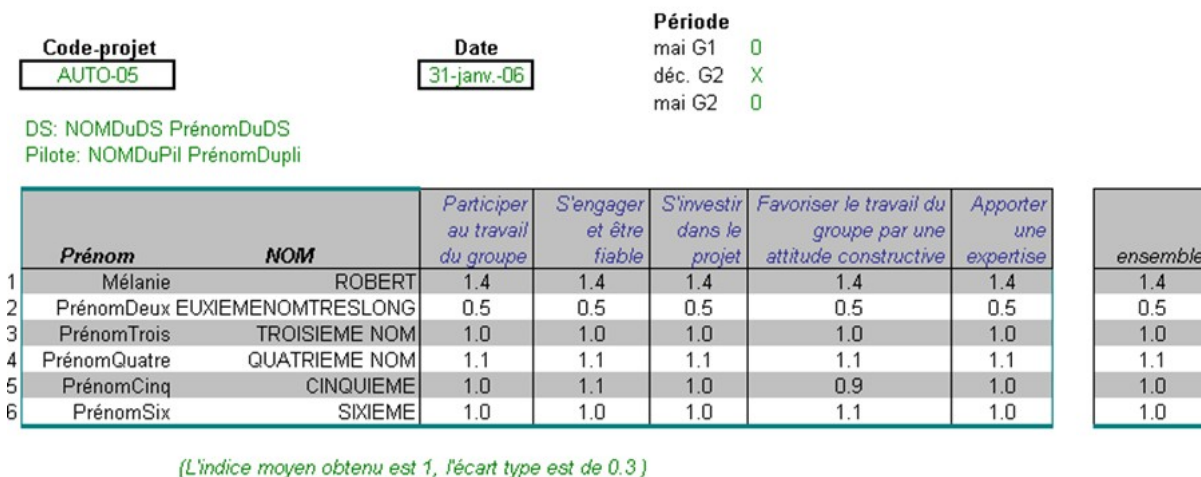 Période
Code-projet Date mai G1 0
AUTO-05 31-janv.-06 déc. G2 X
mai G2 0
DS: NOMDuDS PrénomDuDS
Pilote: NOMDuPil PrénomDupli
Participer S'engager S'investir Favoriser le travail du Apporter
au travail et être dans le groupe par une une
Prénom NOM du groupe fiable projet attitude constructive expertise ensemble
1 Mélanie ROBERT 1.4 1.4 1.4 1.4 1.4 1.4
2 PrénomDeux EUXIEMENOMTRESLONG 0.5 0.5 0.5 0.5 0.5 0.5
3 PrénomTrois TROISIEME NOM 1.0 1.0 1.0 1.0 1.0 1.0
4 PrénomQuatre QUATRIEME NOM 1.1 1.1 1.1 1.1 1.1 1.1
5 PrénomCinq CINQUIEME 1.0 1.1 1.0 0.9 1.0 1.0
6 PrénomSix SIXIEME 1.0 1.0 1.0 1.1 1.0 1.0
(L'indice moyen obtenu est 1, l'écart type est de 0.3 )